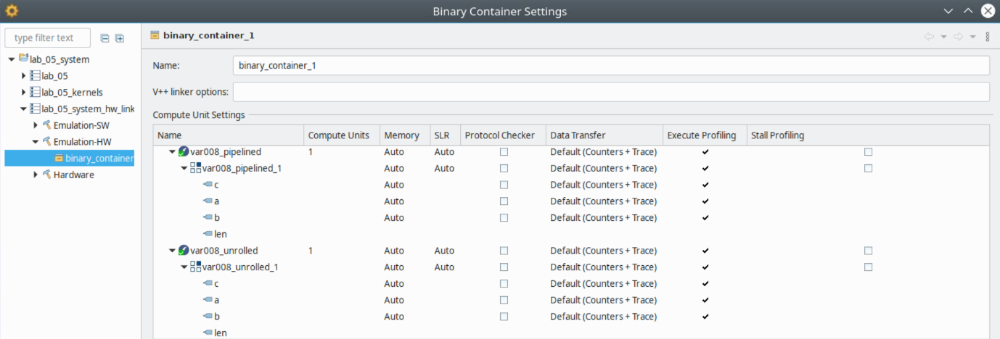 Binary Container Settings
type filter text
lab_05_system
lab_05
lab_05_kernels
lab_05_system_hw_link
Emulation-SW
Emulation-HW
binary_container
Hardware
binary_container_1
Name: binary_container_1
V++ linker options:
Compute Unit Settings
Name Compute Units Memory SLR Protocol Checker Data Transfer Execute Profiling Stall Profiling
var008_pipelined 1 Auto Auto Default (Counters + Trace)
var008_pipelined_1 Auto Auto Default (Counters + Trace)
c Auto Default (Counters + Trace)
a Auto Default (Counters + Trace)
b Auto Default (Counters + Trace)
len
var008_unrolled 1 Auto Auto Default (Counters + Trace)
var008_unrolled_1 Auto Auto Default (Counters + Trace)
c Auto Default (Counters + Trace)
a Auto Default (Counters + Trace)
b Auto Default (Counters + Trace)
len